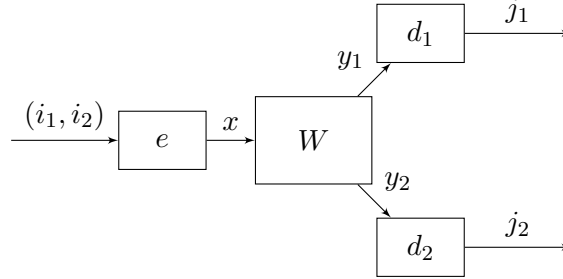 d₁
j₁
y₁
(i₁, i₂)
e
x
W
y₂
d₂
j₂